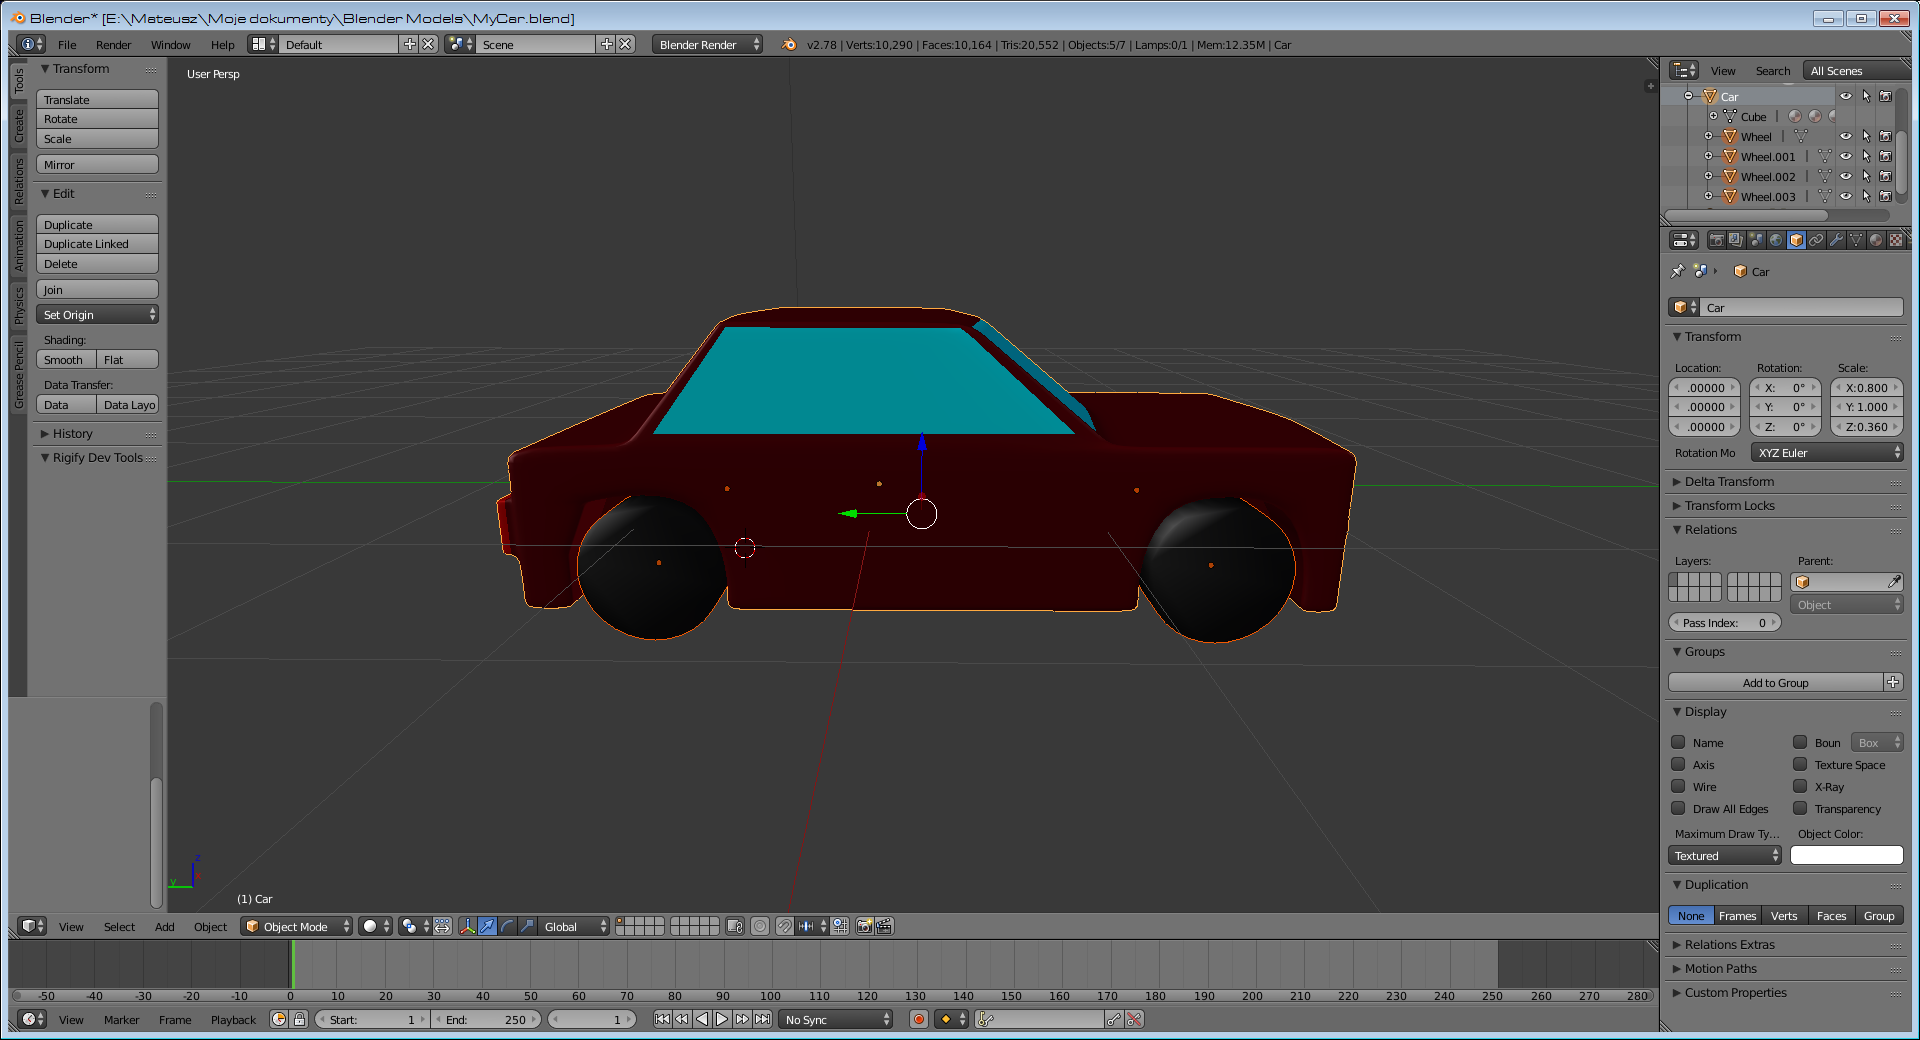 Blender* [E:\Mateusz\Moje dokumenty\Blender Models\MyCar.blend]
File Render Window Help Default Scene Blender Render v2.78 | Verts:10,290 | Faces:10,164 | Tris:20,552 | Objects:5/7 | Lamps:0/1 | Mem:12.35M | Car
Tools
Create
Relations
Animation
Physics
Grease Pencil
Transform
Translate
Rotate
Scale
Mirror
Edit
Duplicate
Duplicate Linked
Delete
Join
Set Origin
Shading:
Smooth Flat
Data Transfer:
Data Data Layo
History
Rigify Dev Tools
User Persp
z
y x
(1) Car
View Search All Scenes
Car
Cube
Wheel
Wheel.001
Wheel.002
Wheel.003
Car
Car
Transform
Location: Rotation: Scale:
.00000 X: 0° X:0.800
.00000 Y: 0° Y: 1.000
.00000 Z: 0° Z:0.360
Rotation Mo XYZ Euler
Delta Transform
Transform Locks
Relations
Layers: Parent:
Object
Pass Index: 0
Groups
Add to Group
Display
Name Boun Box
Axis Texture Space
Wire X-Ray
Draw All Edges Transparency
Maximum Draw Ty... Object Color:
Textured
Duplication
None Frames Verts Faces Group
Relations Extras
Motion Paths
Custom Properties
View Select Add Object Object Mode Global
-50 -40 -30 -20 -10 0 10 20 30 40 50 60 70 80 90 100 110 120 130 140 150 160 170 180 190 200 210 220 230 240 250 260 270 280
View Marker Frame Playback Start: 1 End: 250 1 No Sync